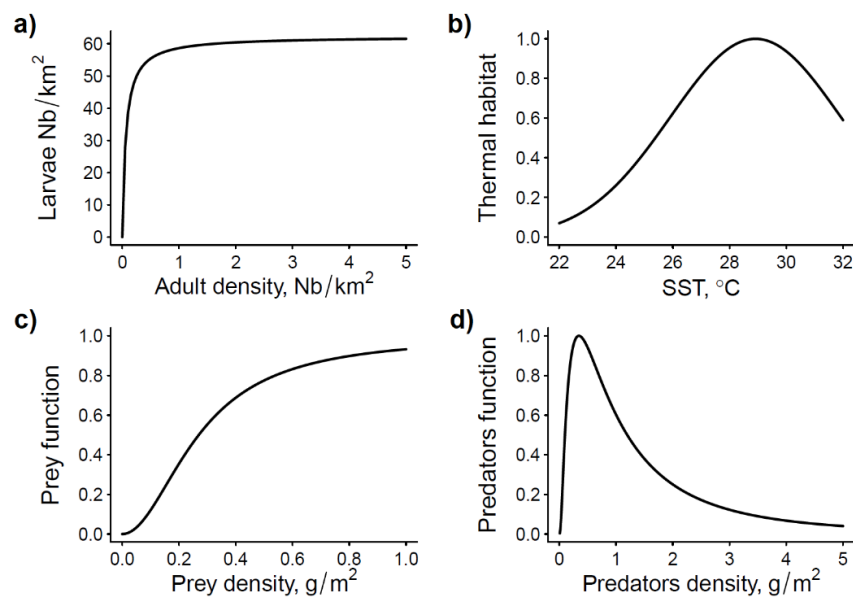 a)
Larvae Nb/km²
60
50
40
30
20
10
0
0 1 2 3 4 5
Adult density, Nb/km²
b)
Thermal habitat
1.0
0.8
0.6
0.4
0.2
0.0
22 24 26 28 30 32
SST, °C
c)
Prey function
1.0
0.8
0.6
0.4
0.2
0.0
0.0 0.2 0.4 0.6 0.8 1.0
Prey density, g/m²
d)
Predators function
1.0
0.8
0.6
0.4
0.2
0.0
0 1 2 3 4 5
Predators density, g/m²